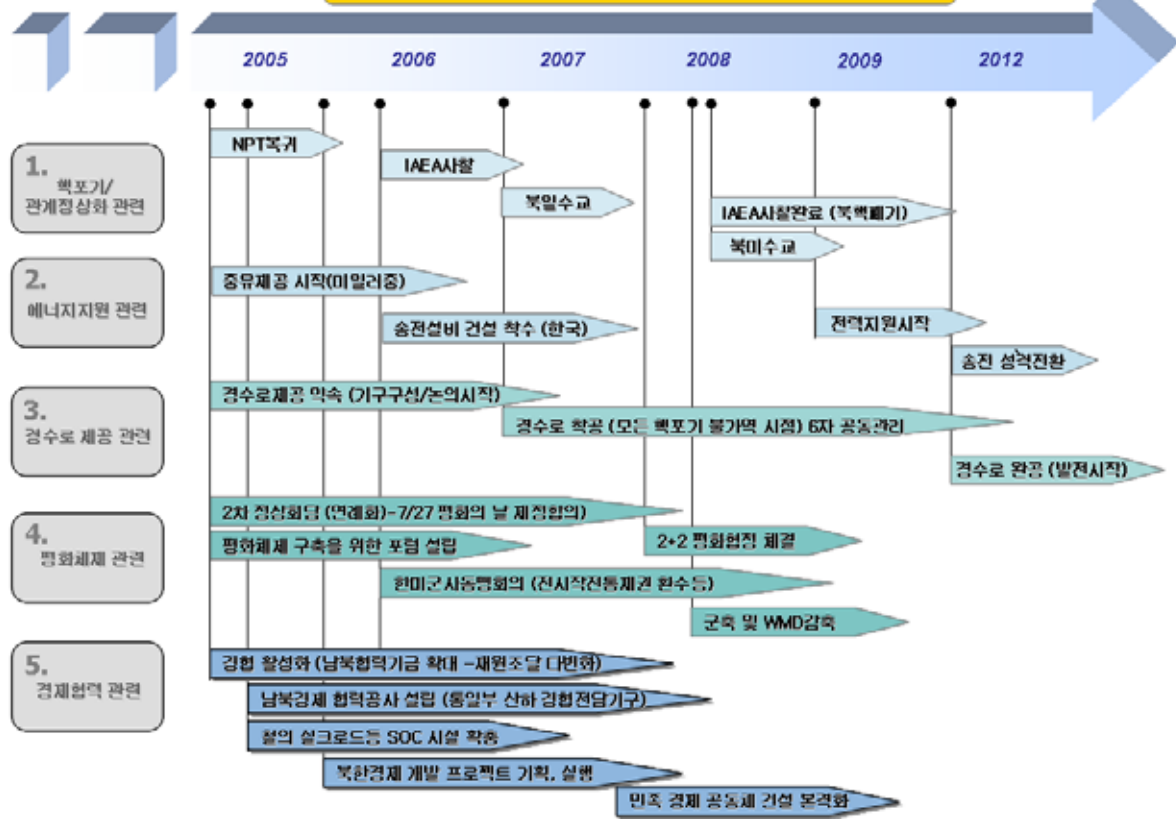 2005 2006 2007 2008 2009 2012
1.
핵포기/
관계정상화 관련
NPT복귀
IAEA사찰
북일수교
IAEA사찰완료 (북핵폐기)
북미수교
2.
에너지지원 관련
중유제공 시작(미일러중)
송전설비 건설 착수 (한국)
전력지원시작
송전 성격전환
3.
경수로 제공 관련
경수로제공 약속 (기구구성/논의시작)
경수로 착공 (모든 핵포기 불가역 시점) 6자 공동관리
경수로 완공 (발전시작)
4.
평화체제 관련
2차 정상회담 (연례화)-7/27 평화의 날 제정합의)
2+2 평화협정 체결
평화체제 구축을 위한 포럼 설립
한미군사동맹회의 (전시작전통제권 환수등)
군축 및 WMD감축
5.
경제협력 관련
경협 활성화 (남북협력기금 확대 -재원조달 다변화)
남북경제 협력공사 설립 (통일부 산하 경협전담기구)
철의 실크로드등 SOC 시설 확충
북한경제 개발 프로젝트 기획, 실행
민족 경제 공동체 건설 본격화